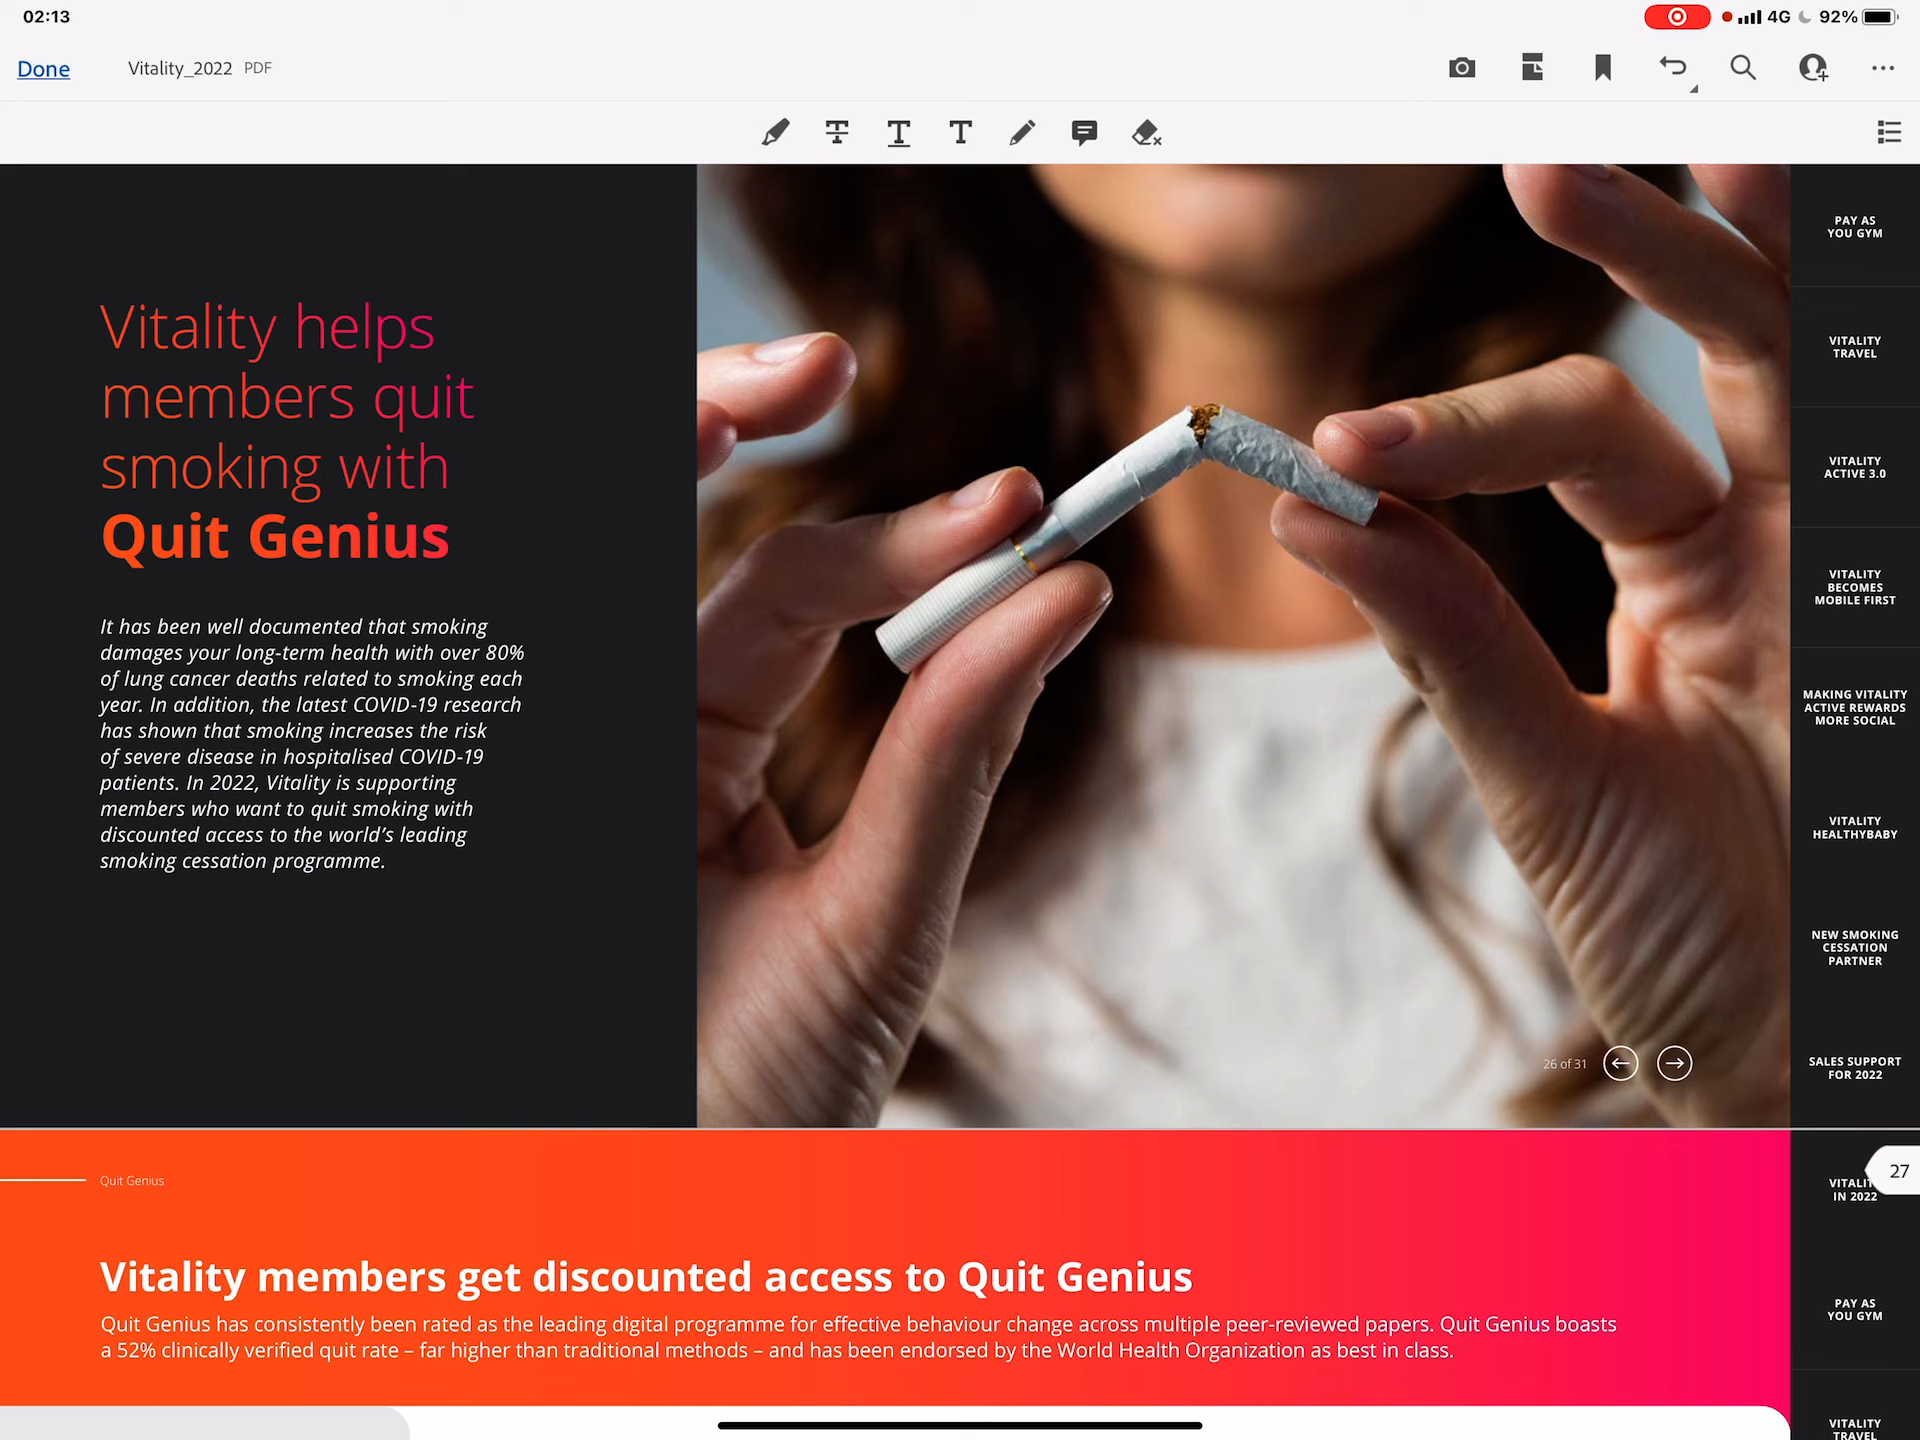 02:13
4G
92%
Done
Vitality_2022 PDF
PAY AS
YOU GYM
VITALITY
TRAVEL
VITALITY
ACTIVE 3.0
VITALITY
BECOMES
MOBILE FIRST
MAKING VITALITY
ACTIVE REWARDS
MORE SOCIAL
VITALITY
HEALTHYBABY
NEW SMOKING
CESSATION
PARTNER
SALES SUPPORT
FOR 2022
Vitality helps
members quit
smoking with
Quit Genius
It has been well documented that smoking
damages your long-term health with over 80%
of lung cancer deaths related to smoking each
year. In addition, the latest COVID-19 research
has shown that smoking increases the risk
of severe disease in hospitalised COVID-19
patients. In 2022, Vitality is supporting
members who want to quit smoking with
discounted access to the world's leading
smoking cessation programme.
26 of 31
27
Quit Genius
Vitality members get discounted access to Quit Genius
Quit Genius has consistently been rated as the leading digital programme for effective behaviour change across multiple peer-reviewed papers. Quit Genius boasts
a 52% clinically verified quit rate – far higher than traditional methods – and has been endorsed by the World Health Organization as best in class.
IN 2022
PAY AS
YOU GYM
VITALITY
TRAVEL